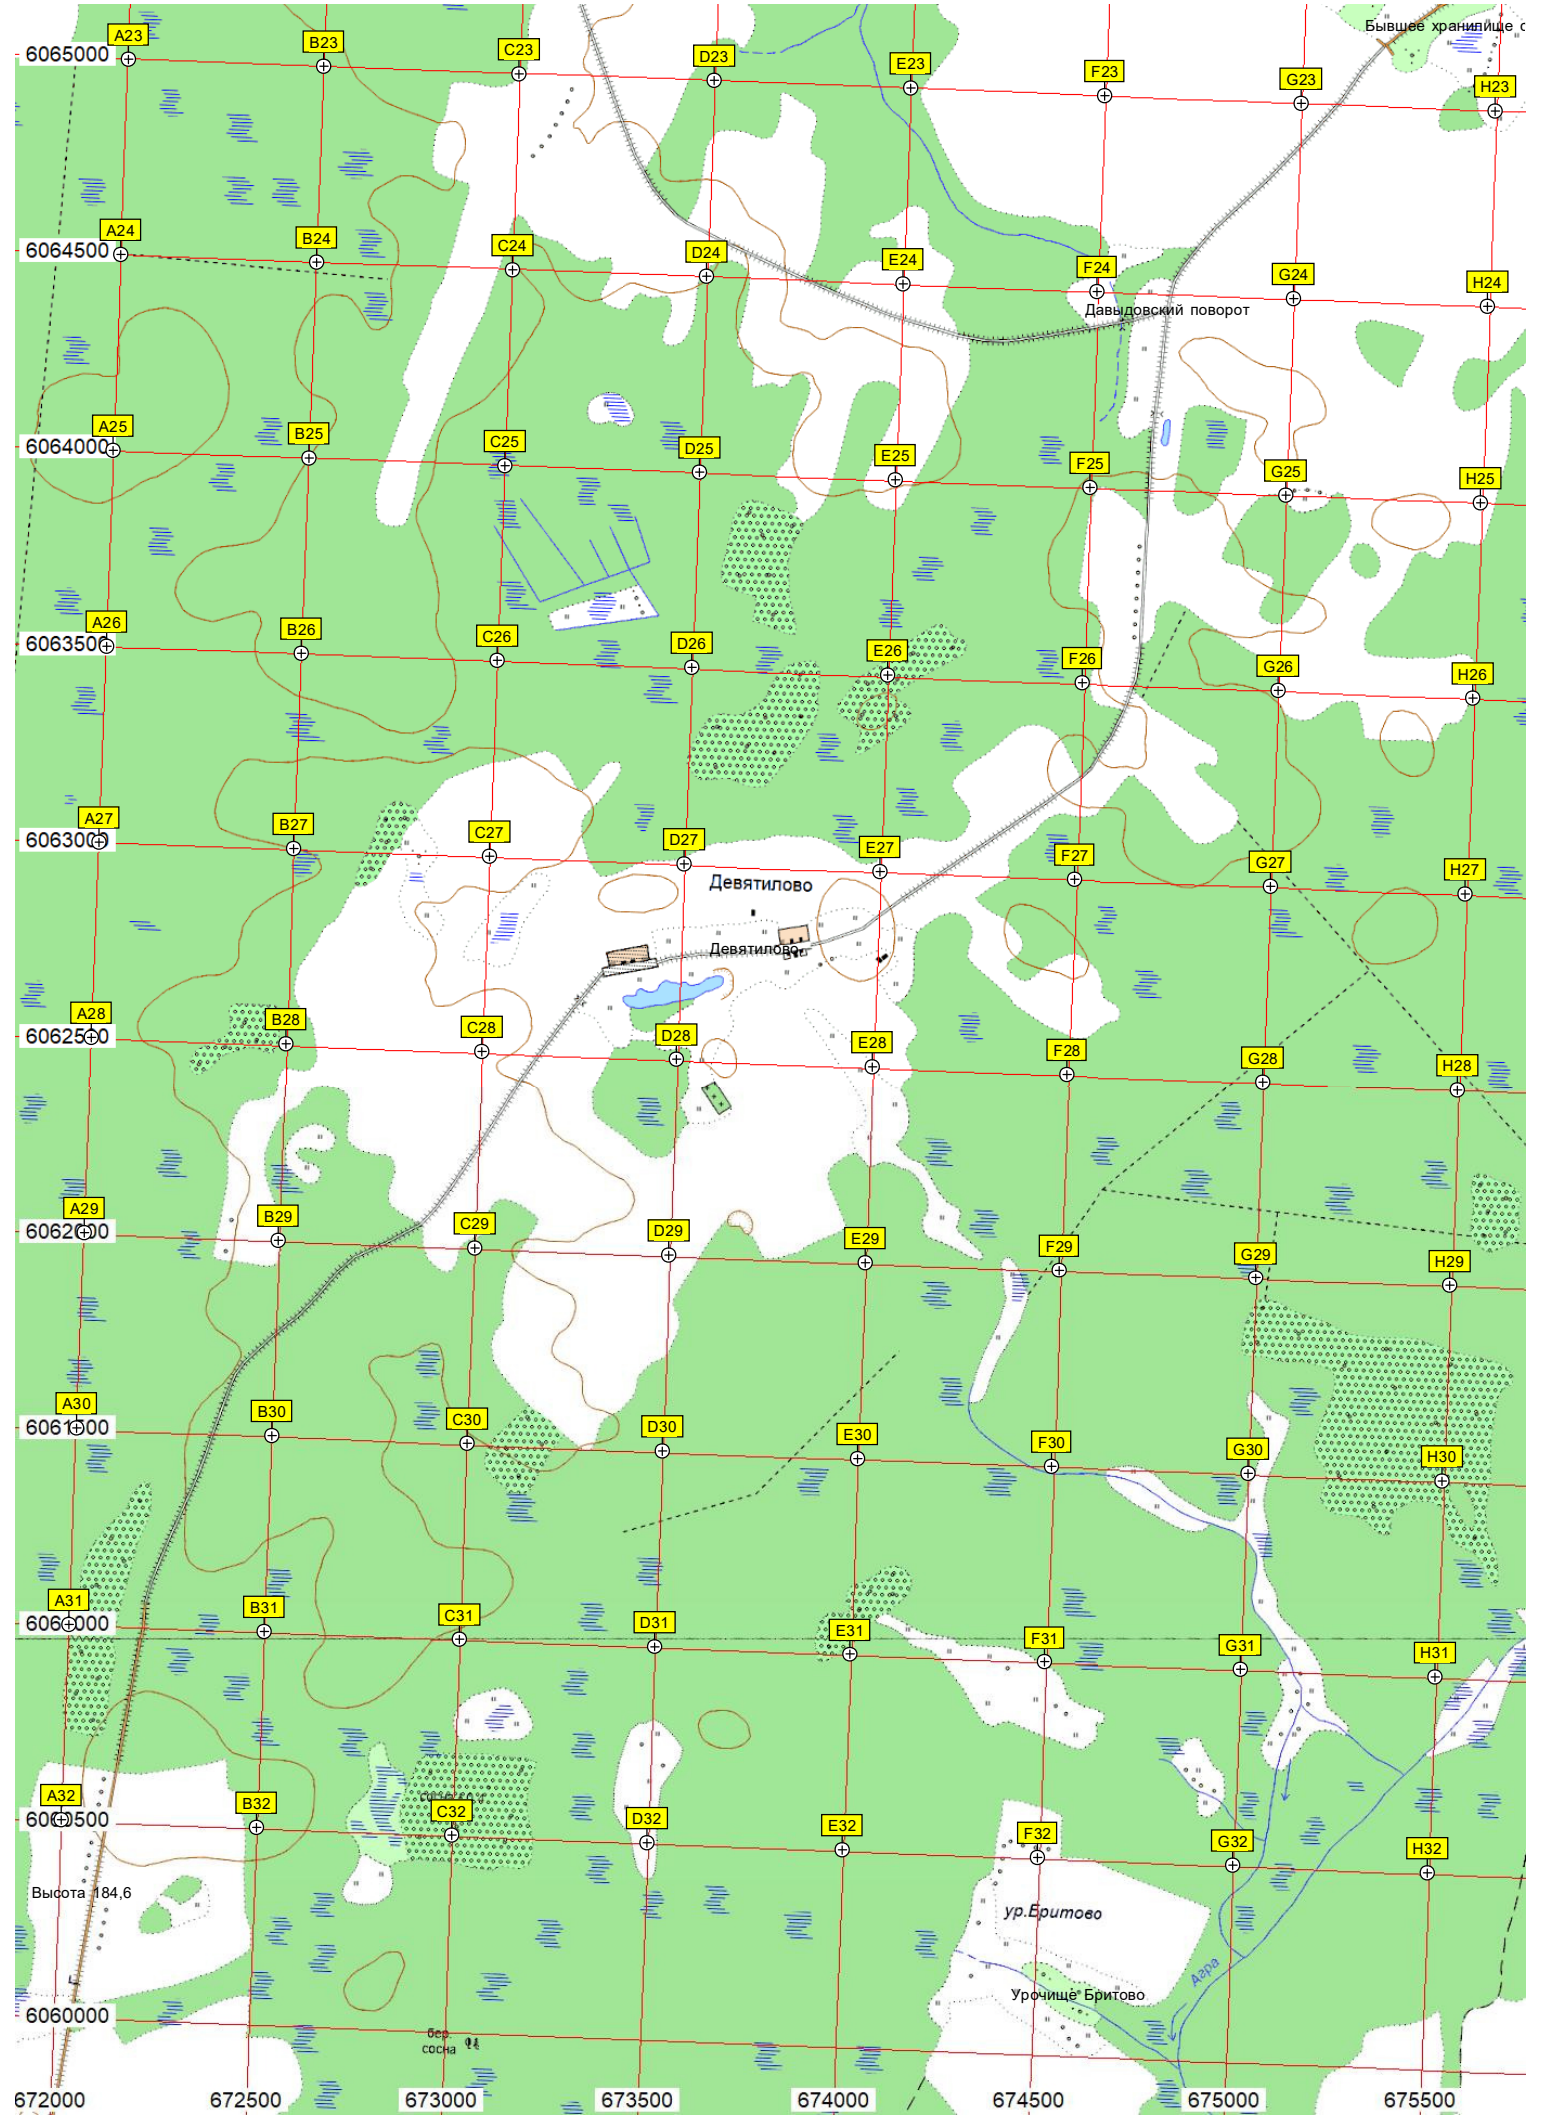 Бывшее хранилище с
A23 B23 C23 D23 E23 F23 G23 H23
6065000
A24 B24 C24 D24 E24 F24 G24 H24
6064500
Давыдовский поворот
A25 B25 C25 D25 E25 F25 G25 H25
6064000
A26 B26 C26 D26 E26 F26 G26 H26
6063500
A27 B27 C27 D27 E27 F27 G27 H27
6063000
Девятилово
Девятилово
A28 B28 C28 D28 E28 F28 G28 H28
6062500
A29 B29 C29 D29 E29 F29 G29 H29
6062000
A30 B30 C30 D30 E30 F30 G30 H30
6061500
A31 B31 C31 D31 E31 F31 G31 H31
6061000
A32 B32 C32 D32 E32 F32 G32 H32
6060500
Высота 184,6
ур.Бритово
Агра
Урочище Бритово
6060000
бер.
сосна
672000 672500 673000 673500 674000 674500 675000 675500